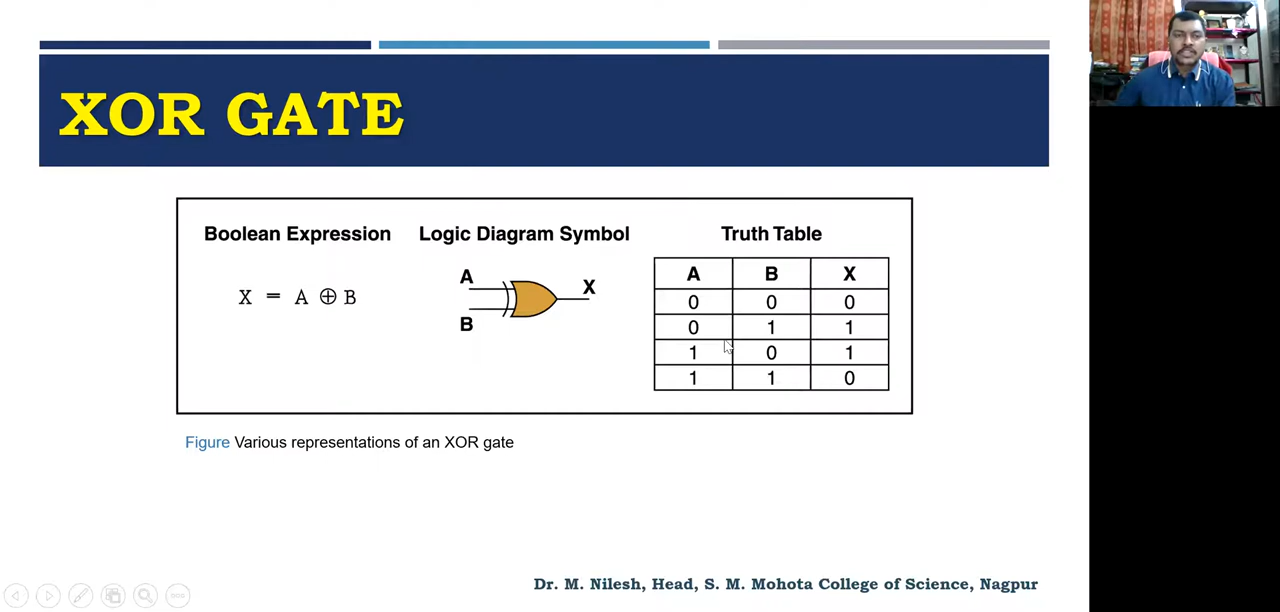 XOR GATE
Boolean Expression
X = A ⊕ B
Logic Diagram Symbol
A
B
X
Truth Table
A B X
0 0 0
0 1 1
1 0 1
1 1 0
Figure Various representations of an XOR gate
Dr. M. Nilesh, Head, S. M. Mohota College of Science, Nagpur